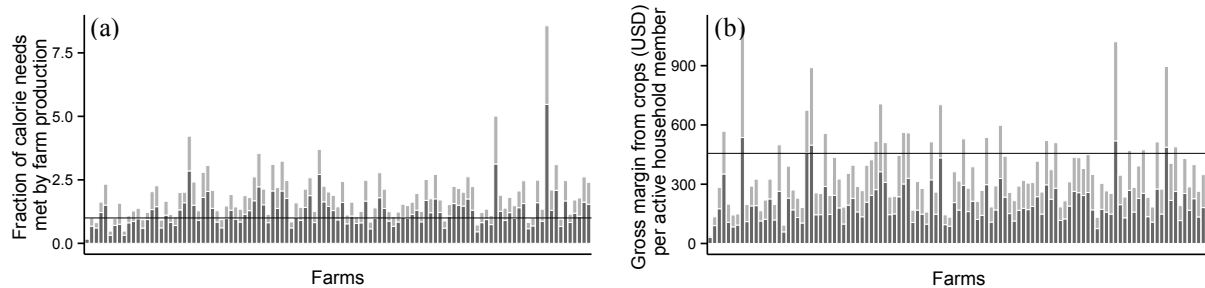 (a)
Fraction of calorie needs
met by farm production
7.5
5.0
2.5
0.0
Farms
(b)
Gross margin from crops (USD)
per active household member
900
600
300
0
Farms